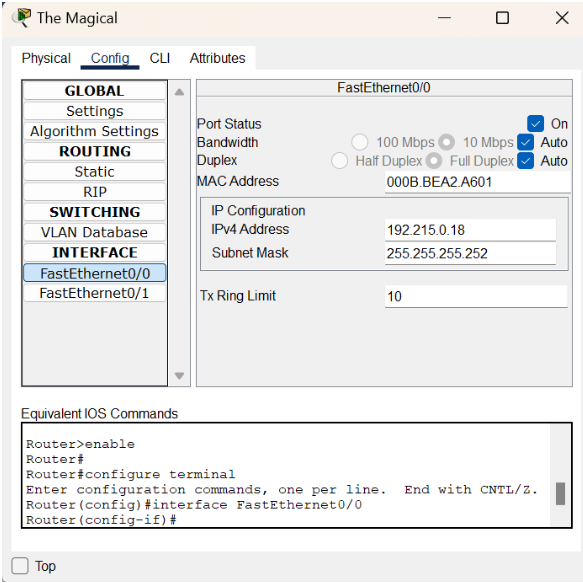 The Magical
Physical Config CLI Attributes
GLOBAL
Settings
Algorithm Settings
ROUTING
Static
RIP
SWITCHING
VLAN Database
INTERFACE
FastEthernet0/0
FastEthernet0/1
FastEthernet0/0
Port Status On
Bandwidth 100 Mbps 10 Mbps Auto
Duplex Half Duplex Full Duplex Auto
MAC Address 000B.BEA2.A601
IP Configuration
IPv4 Address 192.215.0.18
Subnet Mask 255.255.255.252
Tx Ring Limit 10
Equivalent IOS Commands
Router>enable
Router#
Router#configure terminal
Enter configuration commands, one per line. End with CNTL/Z.
Router(config)#interface FastEthernet0/0
Router(config-if)#
Top